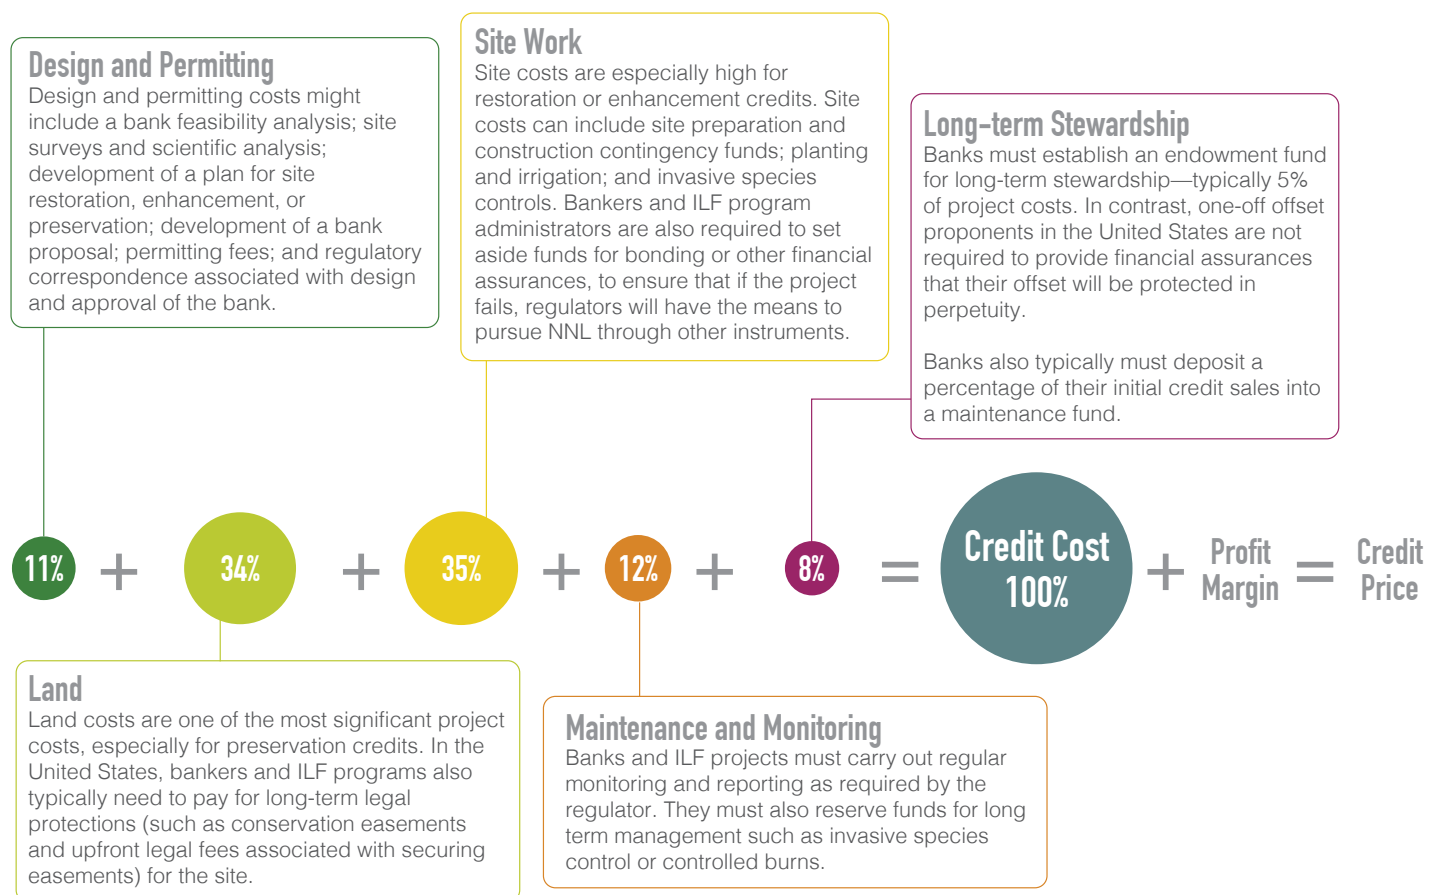 Design and Permitting
Design and permitting costs might
include a bank feasibility analysis; site
surveys and scientific analysis;
development of a plan for site
restoration, enhancement, or
preservation; development of a bank
proposal; permitting fees; and regulatory
correspondence associated with design
and approval of the bank.
Site Work
Site costs are especially high for
restoration or enhancement credits. Site
costs can include site preparation and
construction contingency funds; planting
and irrigation; and invasive species
controls. Bankers and ILF program
administrators are also required to set
aside funds for bonding or other financial
assurances, to ensure that if the project
fails, regulators will have the means to
pursue NNL through other instruments.
Long-term Stewardship
Banks must establish an endowment fund
for long-term stewardship—typically 5%
of project costs. In contrast, one-off offset
proponents in the United States are not
required to provide financial assurances
that their offset will be protected in
perpetuity.
Banks also typically must deposit a
percentage of their initial credit sales into
a maintenance fund.
11% + 34% + 35% + 12% + 8% = Credit Cost 100% + Profit Margin = Credit Price
Land
Land costs are one of the most significant project
costs, especially for preservation credits. In the
United States, bankers and ILF programs also
typically need to pay for long-term legal
protections (such as conservation easements
and upfront legal fees associated with securing
easements) for the site.
Maintenance and Monitoring
Banks and ILF projects must carry out regular
monitoring and reporting as required by the
regulator. They must also reserve funds for long
term management such as invasive species
control or controlled burns.